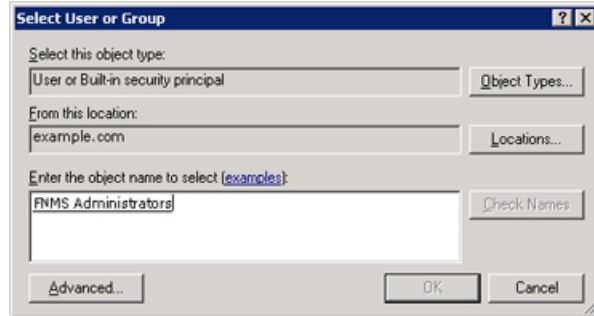 Select User or Group
Select this object type:
User or Built-in security principal
Object Types...
From this location:
example.com
Locations...
Enter the object name to select (examples):
FNMS Administrators
Check Names
Advanced...
OK
Cancel